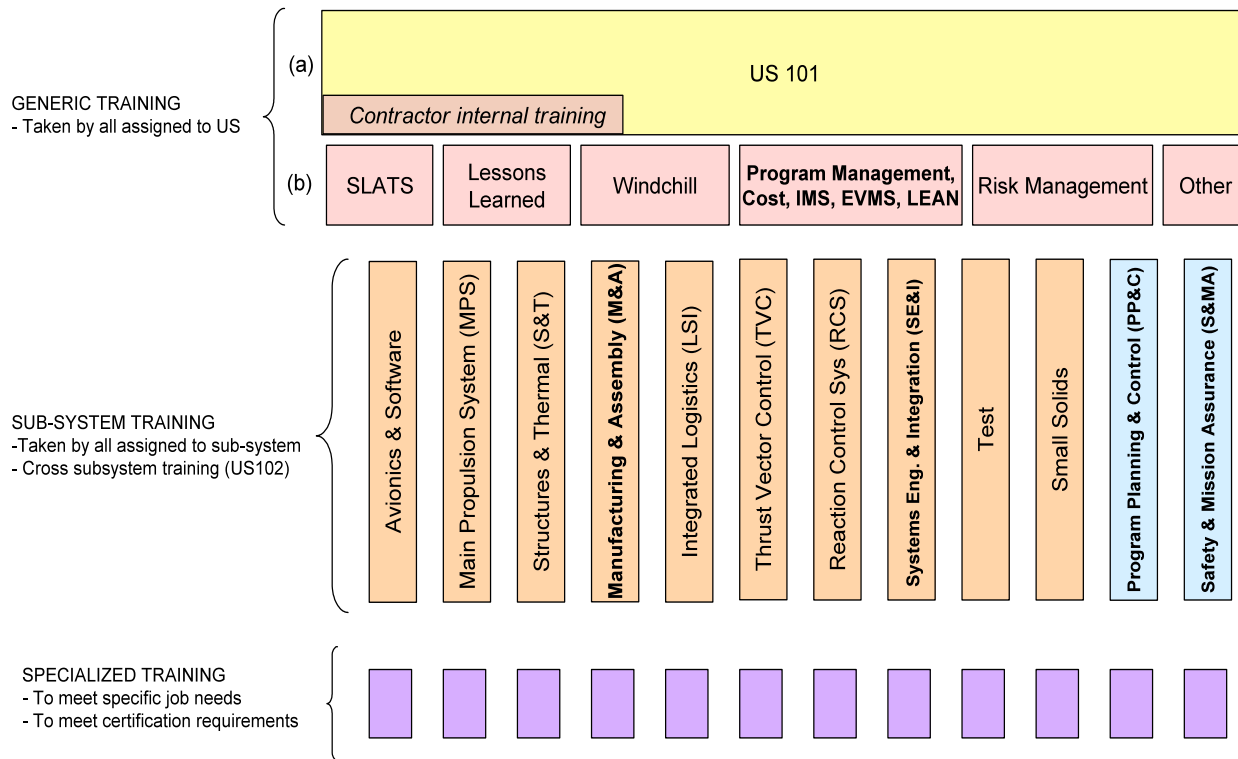 (a)
US 101
GENERIC TRAINING
- Taken by all assigned to US
Contractor internal training
(b)
SLATS
Lessons
Learned
Windchill
Program Management,
Cost, IMS, EVMS, LEAN
Risk Management
Other
SUB-SYSTEM TRAINING
-Taken by all assigned to sub-system
- Cross subsystem training (US102)
Avionics & Software
Main Propulsion System (MPS)
Structures & Thermal (S&T)
Manufacturing & Assembly (M&A)
Integrated Logistics (LSI)
Thrust Vector Control (TVC)
Reaction Control Sys (RCS)
Systems Eng. & Integration (SE&I)
Test
Small Solids
Program Planning & Control (PP&C)
Safety & Mission Assurance (S&MA)
SPECIALIZED TRAINING
- To meet specific job needs
- To meet certification requirements